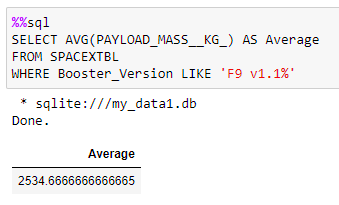 %%sql
SELECT AVG(PAYLOAD_MASS__KG_) AS Average
FROM SPACEXTBL
WHERE Booster_Version LIKE 'F9 v1.1%'
* sqlite:///my_data1.db
Done.
Average
2534.6666666666665